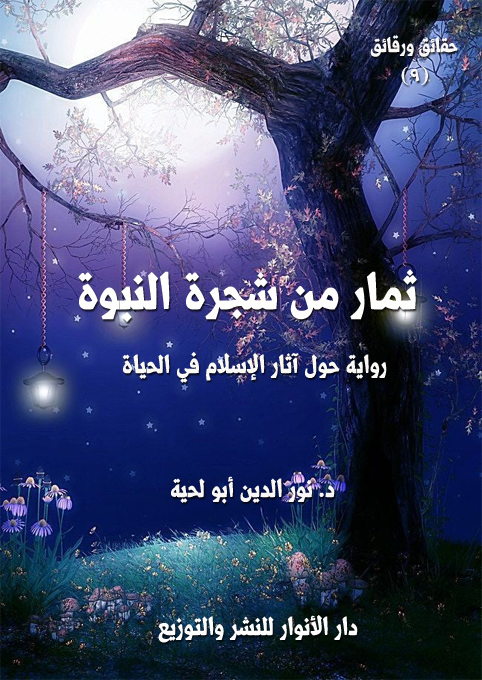 حقائق ورقائق
(٩)
ثمار من شجرة النبوة
رواية حول آثار الإسلام في الحياة
د. نور الدين أبو لحية
دار الأنوار للنشر والتوزيع